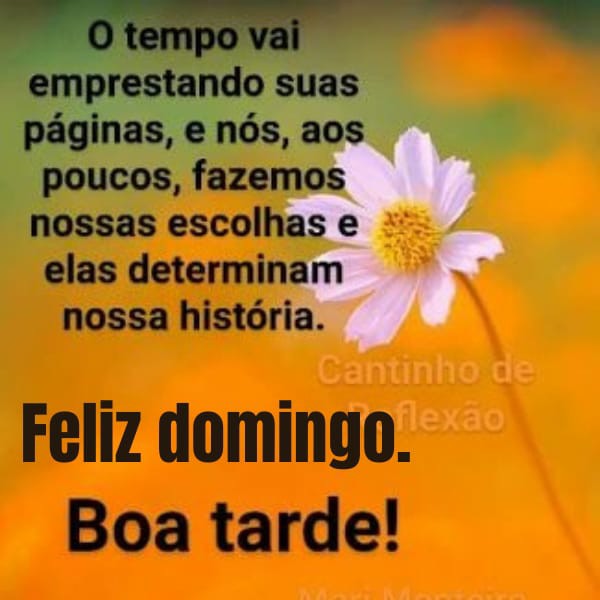 O tempo vai
emprestando suas
páginas, e nós, aos
poucos, fazemos
nossas escolhas e
elas determinam
nossa história.
Cantinho de
Reflexão
Feliz domingo.
Boa tarde!